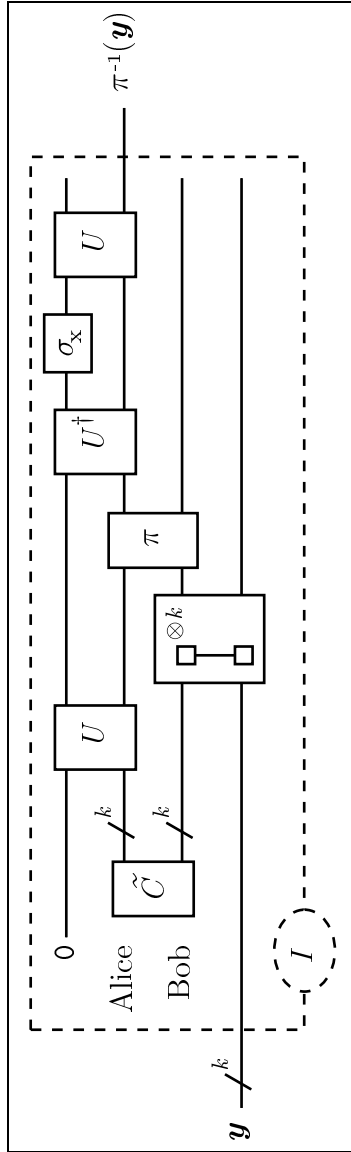 0
Alice
Bob
y
k
C̃
k
k
U
⊗k
π
U†
σx
U
π-1(y)
I